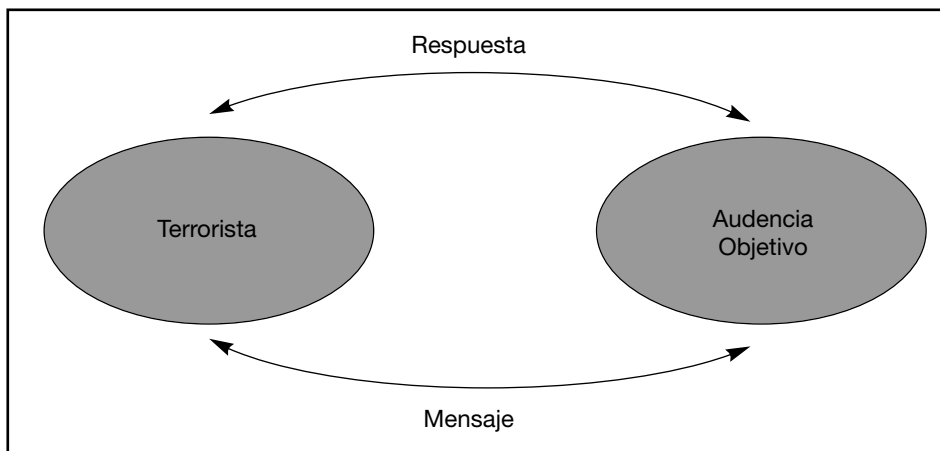 Respuesta
Terrorista
Audencia
Objetivo
Mensaje